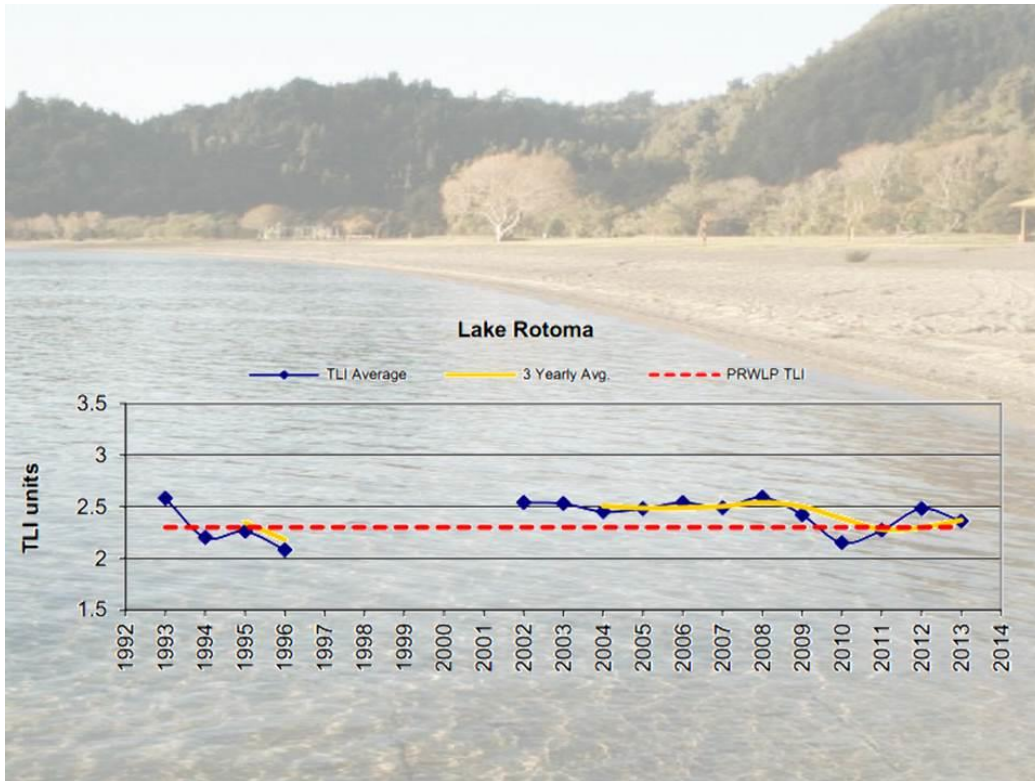 Lake Rotoma
TLI Average 3 Yearly Avg. PRWLP TLI
TLI units
3.5
3
2.5
2
1.5
1992 1993 1994 1995 1996 1997 1998 1999 2000 2001 2002 2003 2004 2005 2006 2007 2008 2009 2010 2011 2012 2013 2014